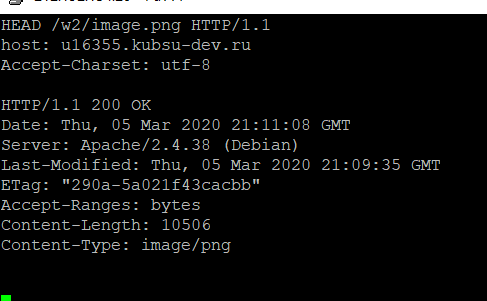 HEAD /w2/image.png HTTP/1.1
host: u16355.kubsu-dev.ru
Accept-Charset: utf-8
HTTP/1.1 200 OK
Date: Thu, 05 Mar 2020 21:11:08 GMT
Server: Apache/2.4.38 (Debian)
Last-Modified: Thu, 05 Mar 2020 21:09:35 GMT
ETag: "290a-5a021f43cacbb"
Accept-Ranges: bytes
Content-Length: 10506
Content-Type: image/png